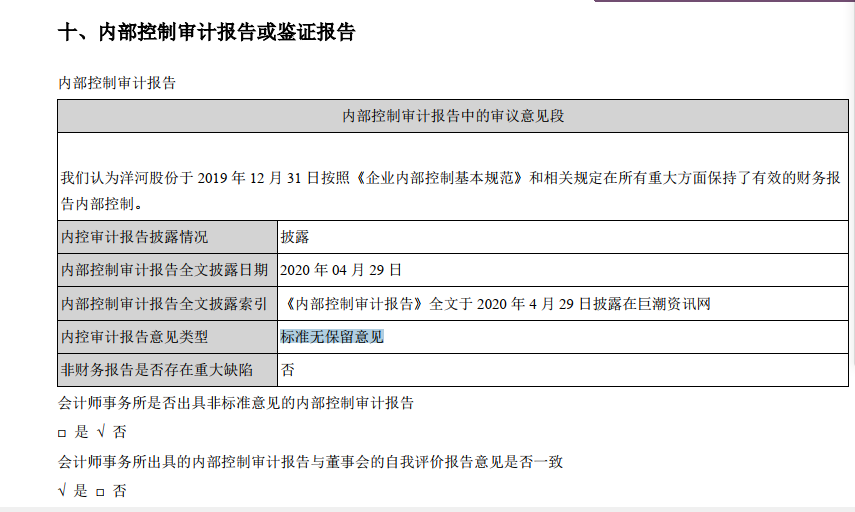 十、内部控制审计报告或鉴证报告
内部控制审计报告
内部控制审计报告中的审议意见段
我们认为洋河股份于 2019 年 12 月 31 日按照《企业内部控制基本规范》和相关规定在所有重大方面保持了有效的财务报
告内部控制。
内控审计报告披露情况 披露
内部控制审计报告全文披露日期 2020 年 04 月 29 日
内部控制审计报告全文披露索引 《内部控制审计报告》全文于 2020 年 4 月 29 日披露在巨潮资讯网
内控审计报告意见类型 标准无保留意见
非财务报告是否存在重大缺陷 否
会计师事务所是否出具非标准意见的内部控制审计报告
□ 是 √ 否
会计师事务所出具的内部控制审计报告与董事会的自我评价报告意见是否一致
√ 是 □ 否